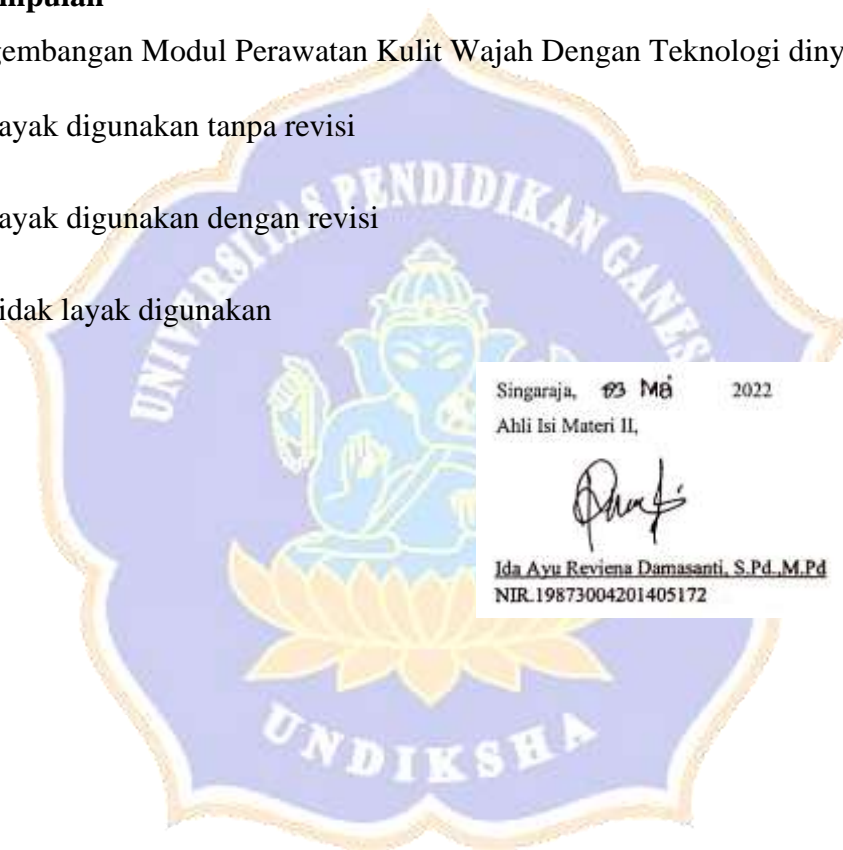 mpulan
gembangan Modul Perawatan Kulit Wajah Dengan Teknologi diny
ayak digunakan tanpa revisi
ayak digunakan dengan revisi
idak layak digunakan
UNIVERSITAS PENDIDIKAN GANES
Singaraja, 03 Mei 2022
Ahli Isi Materi II,
Ida Ayu Reviena Damasanti, S.Pd.,M.Pd
NIR.19873004201405172
UNDIKSHA